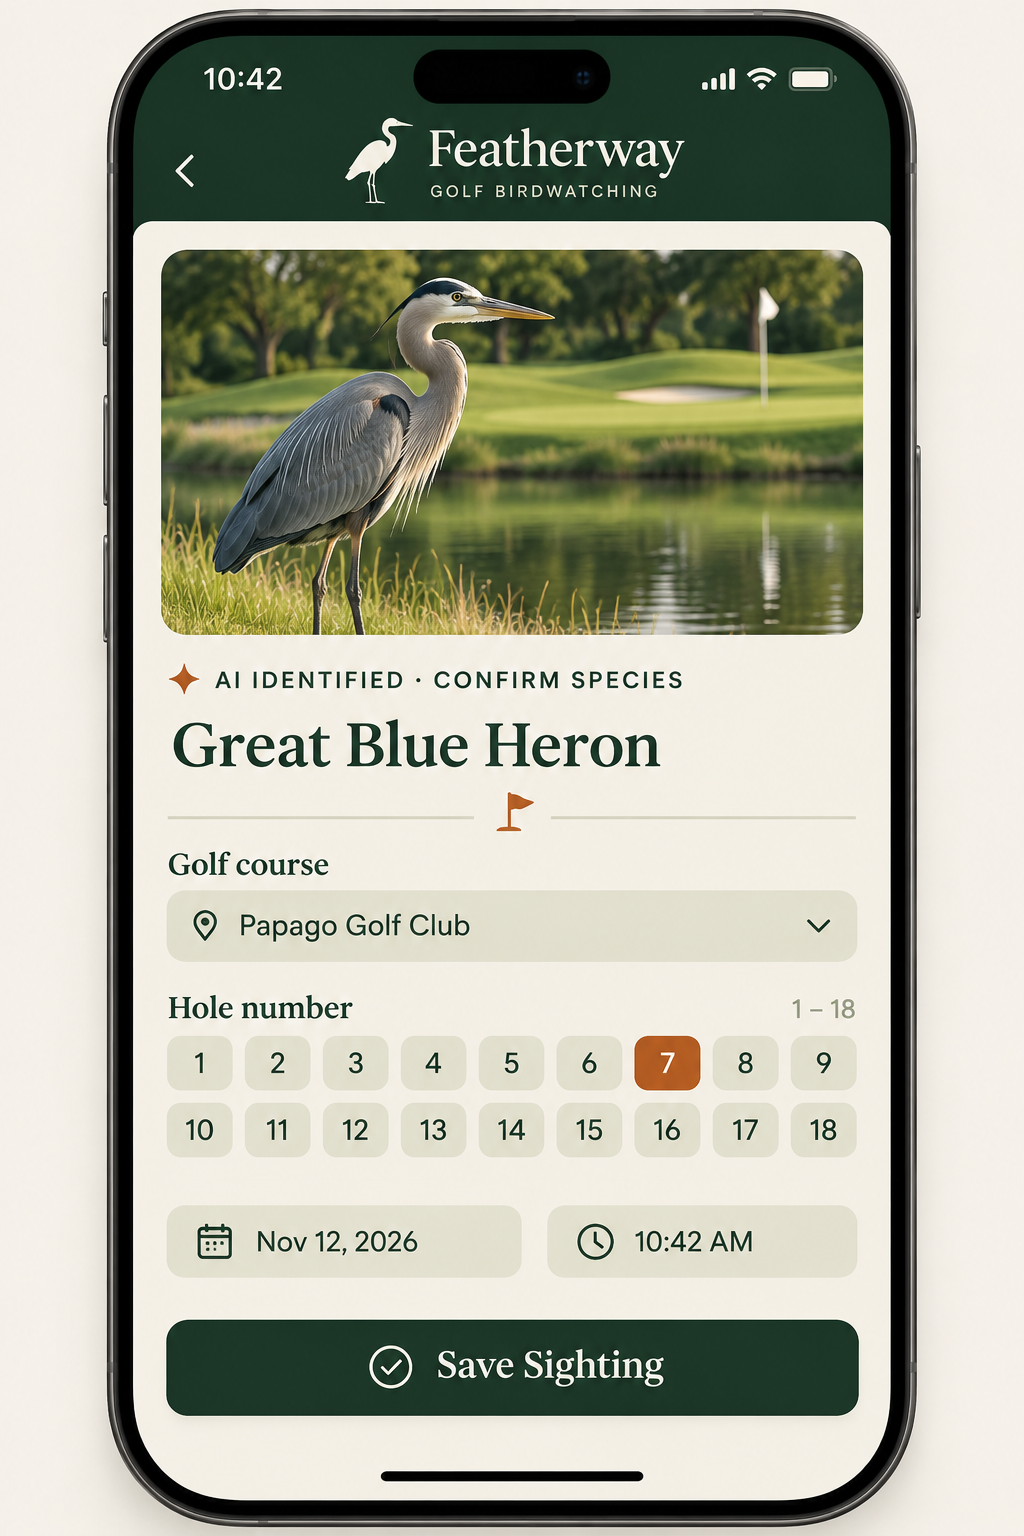 10:42
Featherway
GOLF BIRDWATCHING
AI IDENTIFIED · CONFIRM SPECIES
Great Blue Heron
Golf course
Papago Golf Club
Hole number
1 – 18
1 2 3 4 5 6 7 8 9
10 11 12 13 14 15 16 17 18
Nov 12, 2026
10:42 AM
Save Sighting